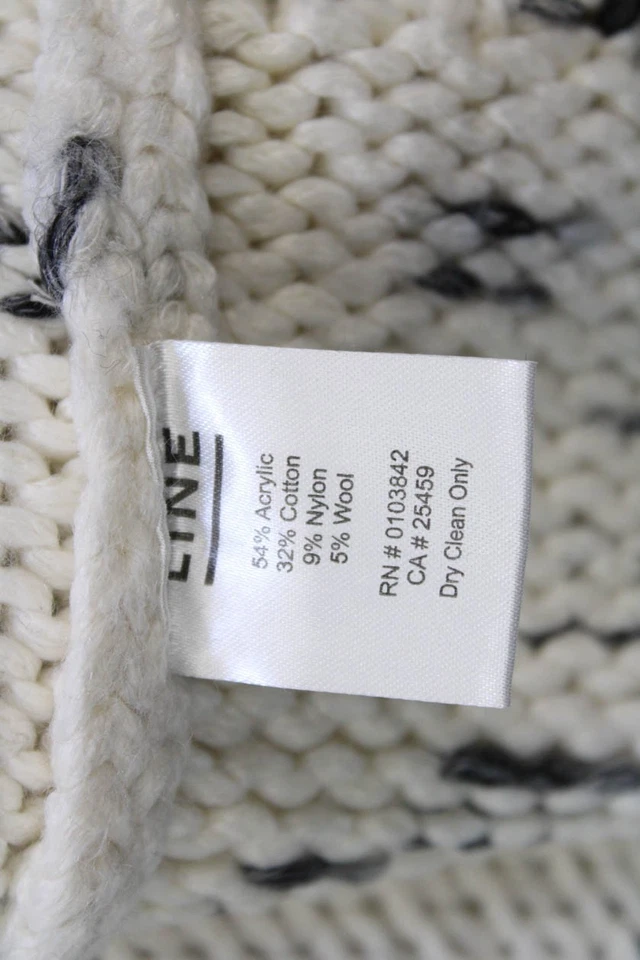 LINE
54% Acrylic
32% Cotton
9% Nylon
5% Wool
RN # 0103842
CA # 25459
Dry Clean Only